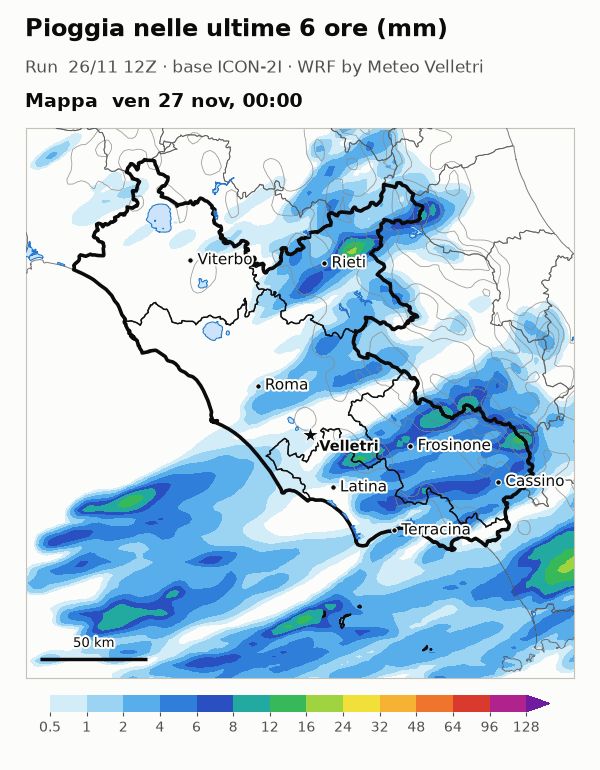 Pioggia nelle ultime 6 ore (mm)
Run  26/11 12Z · base ICON-2I · WRF by Meteo Velletri
Mappa  ven 27 nov, 00:00
Viterbo
Rieti
Roma
Velletri
Frosinone
Latina
Cassino
Terracina
50 km
0.5 1 2 4 6 8 12 16 24 32 48 64 96 128